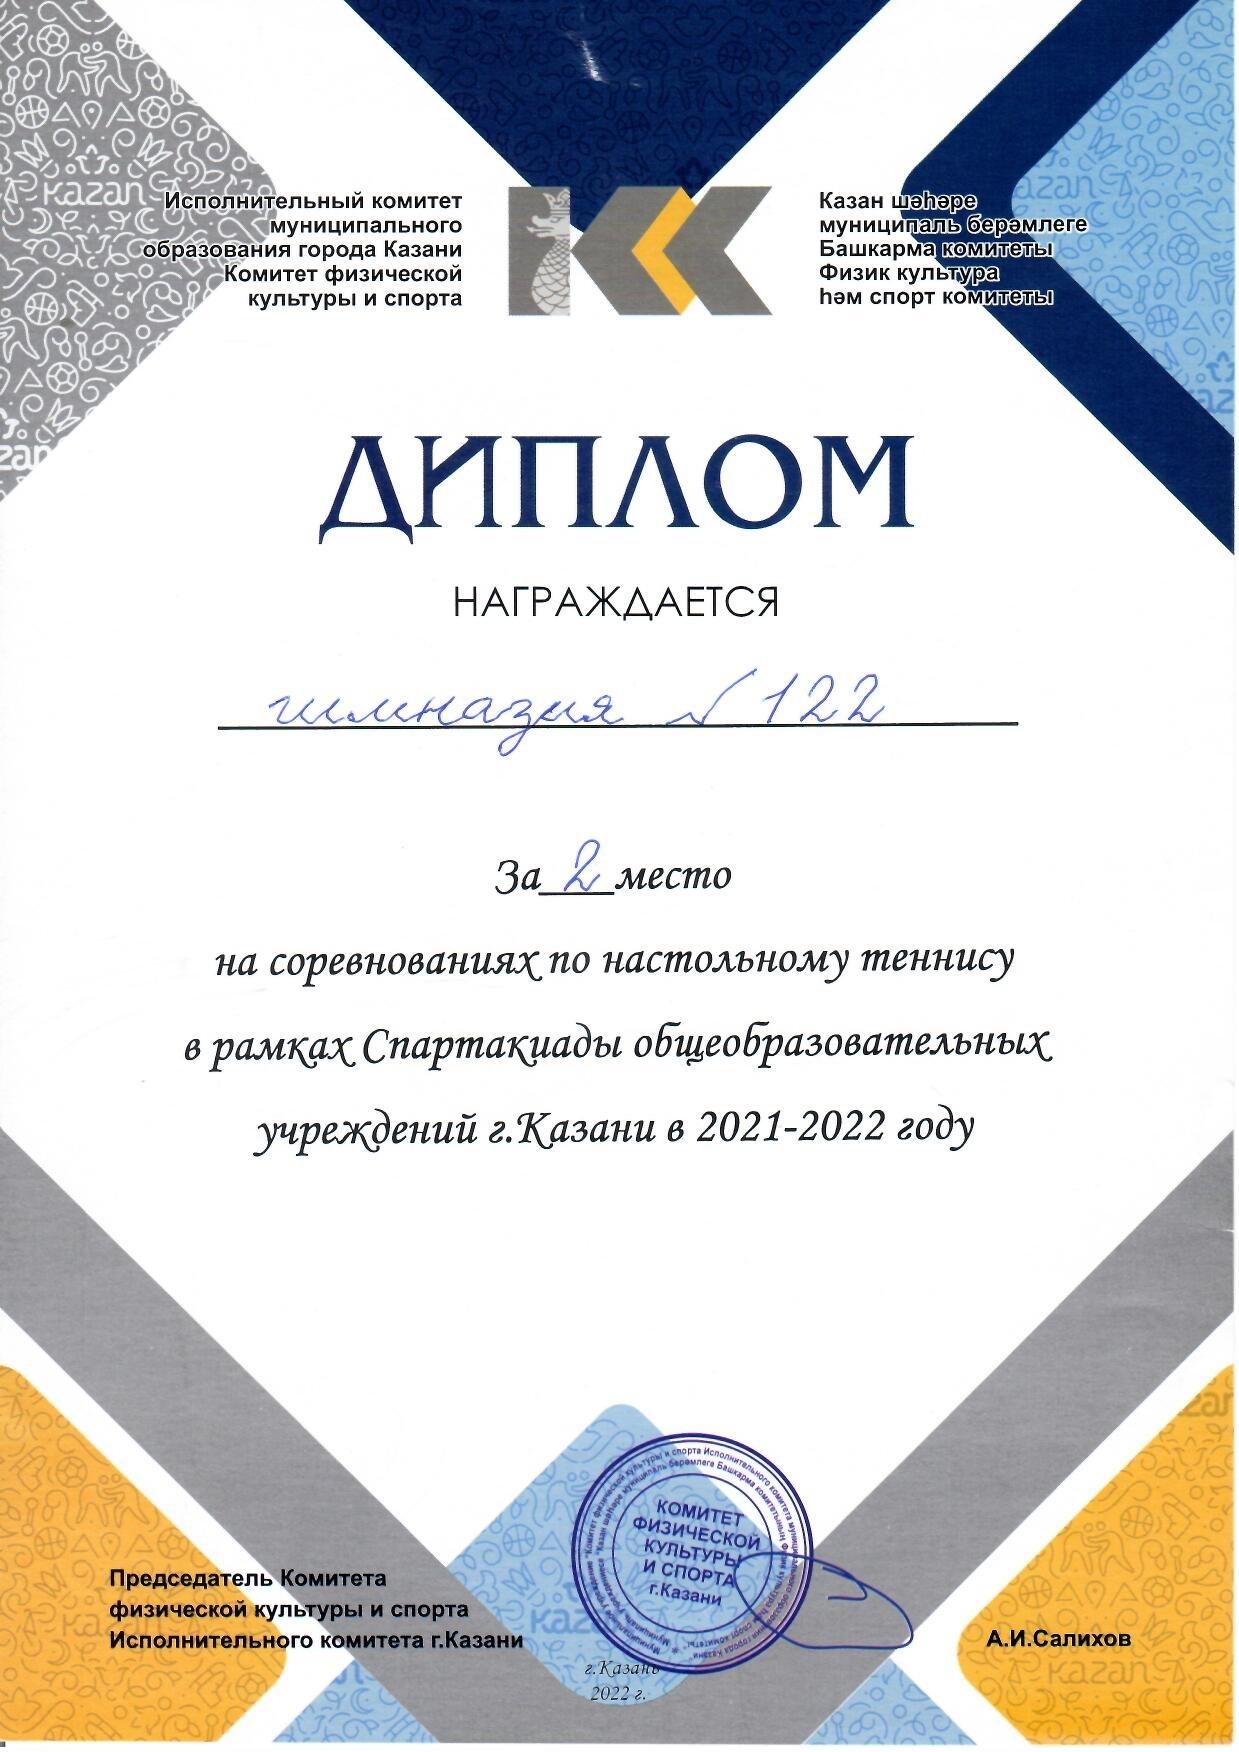 Исполнительный комитет
муниципального
образования города Казани
Комитет физической
культуры и спорта
Казан шәһәре
муниципаль берәмлеге
Башкарма комитеты
Физик культура
һәм спорт комитеты
ДИПЛОМ
НАГРАЖДАЕТСЯ
гимназия № 122
За 2 место
на соревнованиях по настольному теннису
в рамках Спартакиады общеобразовательных
учреждений г.Казани в 2021-2022 году
КОМИТЕТ
ФИЗИЧЕСКОЙ
КУЛЬТУРЫ
И СПОРТА
г.Казани
Председатель Комитета
физической культуры и спорта
Исполнительного комитета г.Казани
А.И.Салихов
г.Казань
2022 г.
kazan
kazan
kazan
kazan